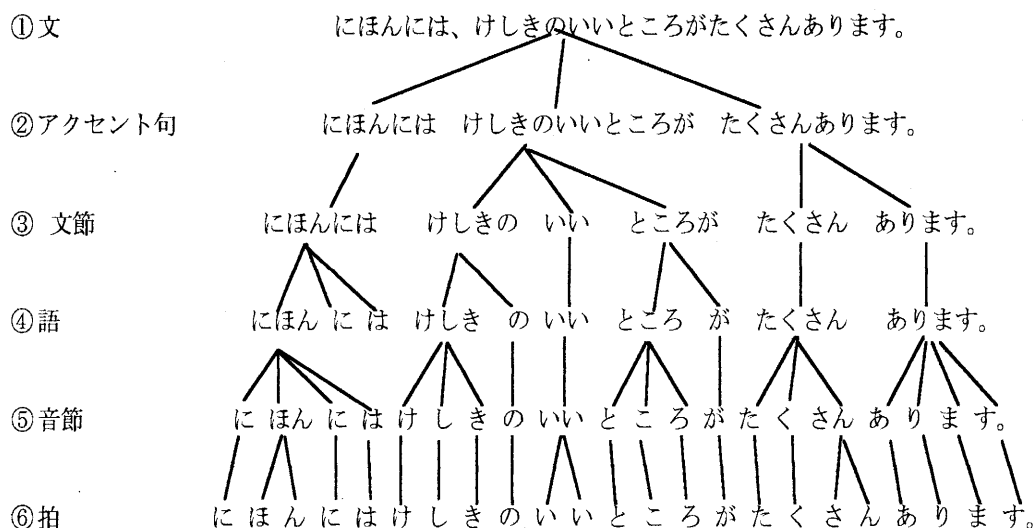 ①文 にほんには、けしきのいいところがたくさんあります。
②アクセント句 にほんには けしきのいいところが たくさんあります。
③ 文節 にほんには けしきの いい ところが たくさん あります。
④語 にほん に は けしき の いい ところ が たくさん あります。
⑤音節 に ほん に は け し き の いい と こ ろ が た く さん あ り ま す。
⑥拍 に ほ ん に は け し き の い い と こ ろ が た く さ ん あ り ま す。